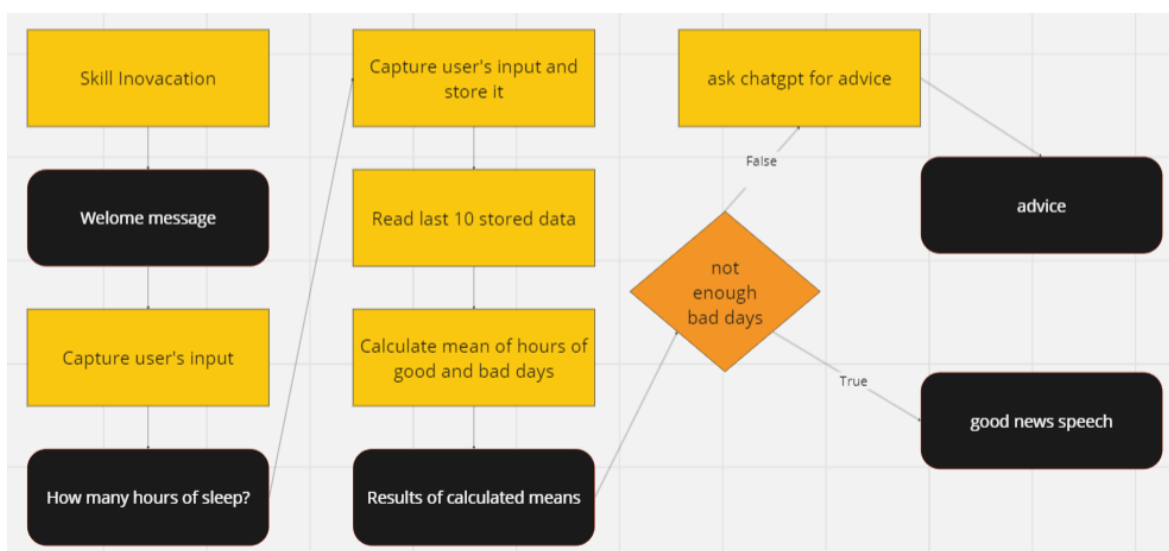 Skill Inovacation
Welome message
Capture user's input
How many hours of sleep?
Capture user's input and
store it
Read last 10 stored data
Calculate mean of hours of
good and bad days
Results of calculated means
not
enough
bad days
False
True
ask chatgpt for advice
advice
good news speech